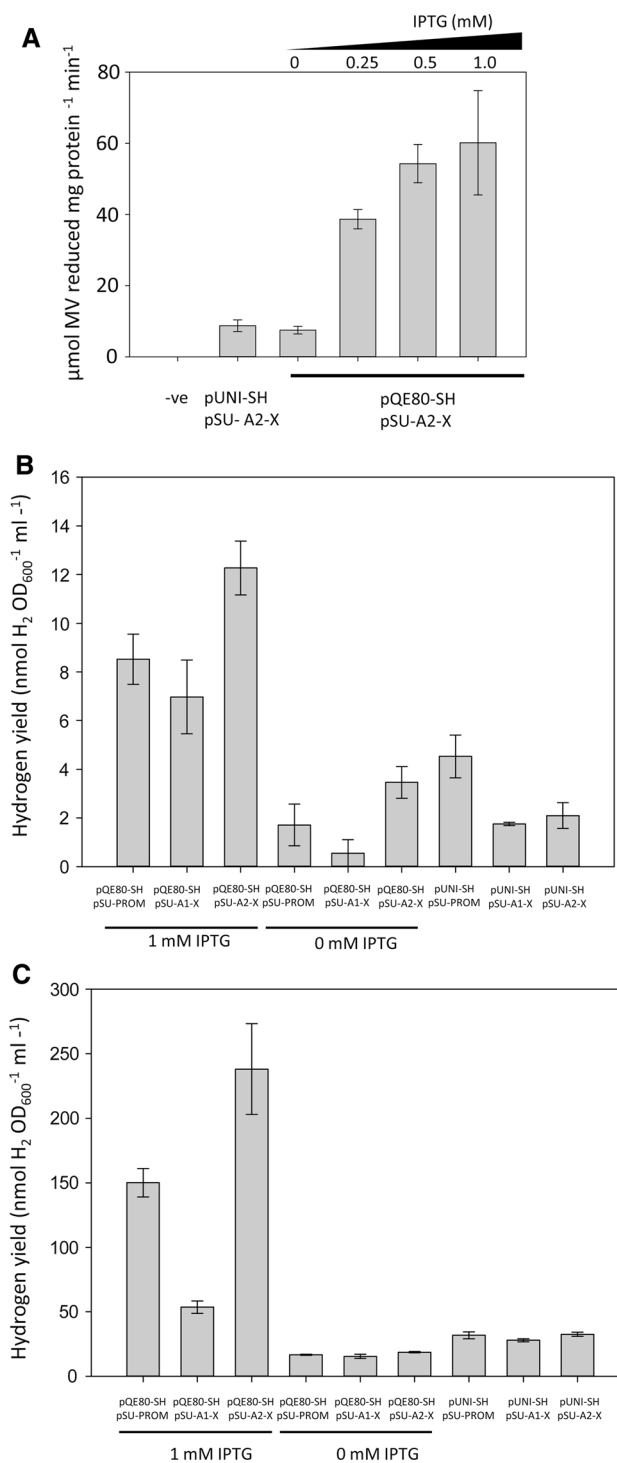 A
IPTG (mM)
0 0.25 0.5 1.0
µmol MV reduced mg protein ⁻¹ min⁻¹
80
60
40
20
0
-ve pUNI-SH pQE80-SH
pSU- A2-X pSU-A2-X
B
Hydrogen yield (nmol H₂ OD₆₀₀⁻¹ ml ⁻¹)
16
14
12
10
8
6
4
2
0
pQE80-SH pQE80-SH pQE80-SH pQE80-SH pQE80-SH pQE80-SH pUNI-SH pUNI-SH pUNI-SH
pSU-PROM pSU-A1-X pSU-A2-X pSU-PROM pSU-A1-X pSU-A2-X pSU-PROM pSU-A1-X pSU-A2-X
1 mM IPTG 0 mM IPTG
C
Hydrogen yield (nmol H₂ OD₆₀₀⁻¹ ml ⁻¹)
300
250
200
150
100
50
0
pQE80-SH pQE80-SH pQE80-SH pQE80-SH pQE80-SH pQE80-SH pUNI-SH pUNI-SH pUNI-SH
pSU-PROM pSU-A1-X pSU-A2-X pSU-PROM pSU-A1-X pSU-A2-X pSU-PROM pSU-A1-X pSU-A2-X
1 mM IPTG 0 mM IPTG